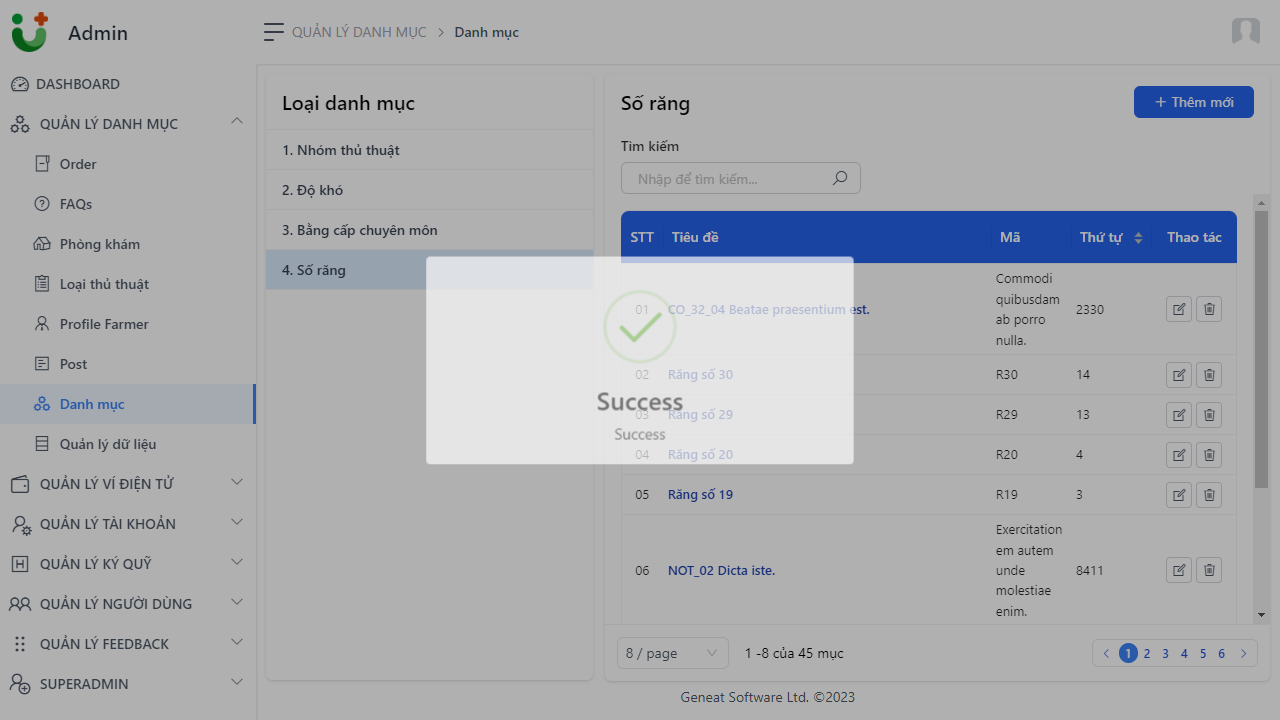 Admin
QUẢN LÝ DANH MỤC > Danh mục
DASHBOARD
QUẢN LÝ DANH MỤC
Order
FAQs
Phòng khám
Loại thủ thuật
Profile Farmer
Post
Danh mục
Quản lý dữ liệu
QUẢN LÝ VÍ ĐIỆN TỬ
QUẢN LÝ TÀI KHOẢN
QUẢN LÝ KÝ QUỸ
QUẢN LÝ NGƯỜI DÙNG
QUẢN LÝ FEEDBACK
SUPERADMIN
Loại danh mục
1. Nhóm thủ thuật
2. Độ khó
3. Bằng cấp chuyên môn
4. Số răng
Số răng
Thêm mới
Tìm kiếm
Nhập để tìm kiếm...
STT Tiêu đề Mã Thứ tự Thao tác
01 CO_32_04 Beatae praesentium est. Commodi quibusdam ab porro nulla. 2330
02 Răng số 30 R30 14
03 Răng số 29 R29 13
04 Răng số 20 R20 4
05 Răng số 19 R19 3
06 NOT_02 Dicta iste. Exercitationem autem unde molestiae enim. 8411
Success
Success
8 / page 1 -8 của 45 mục
1 2 3 4 5 6
Geneat Software Ltd. ©2023